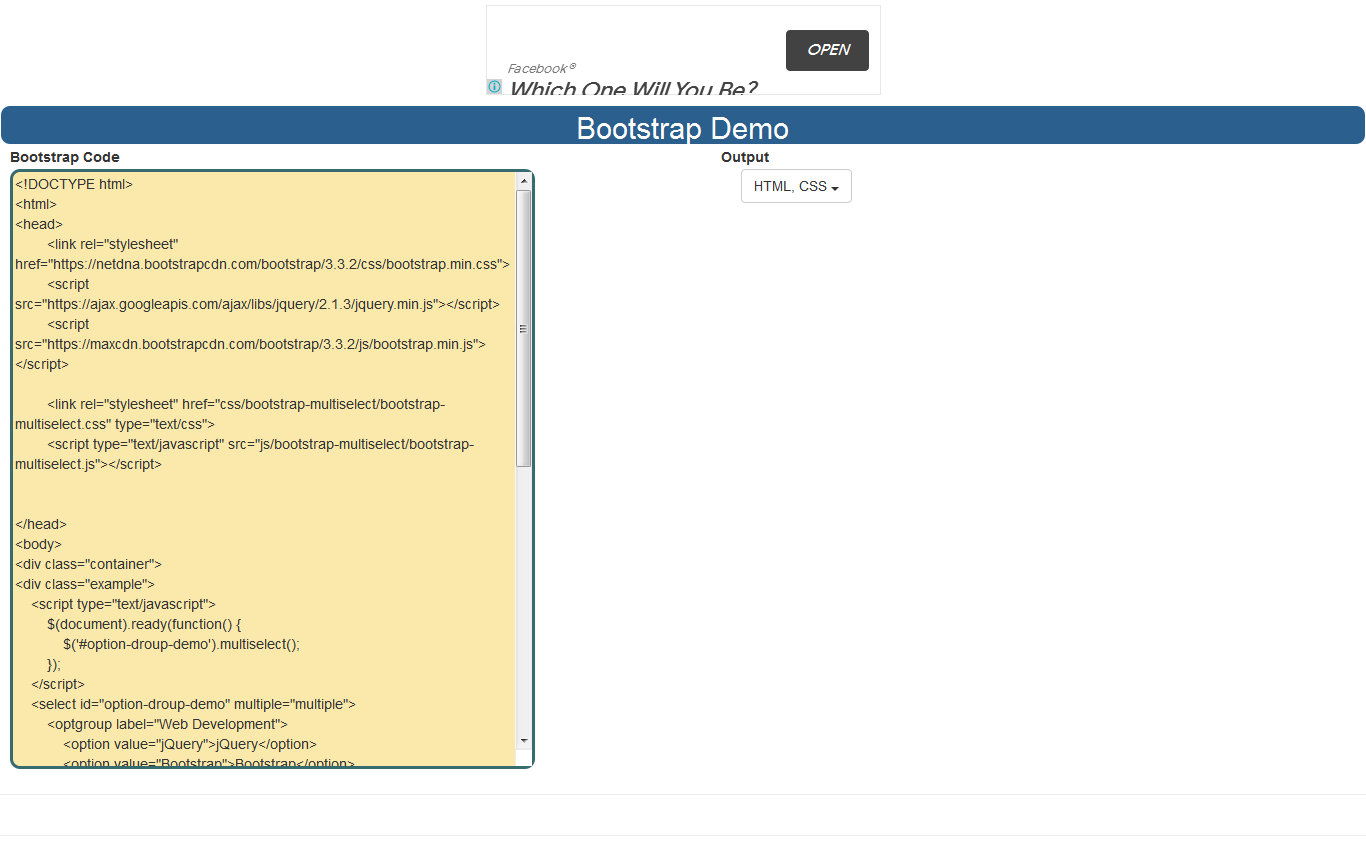 Facebook®
Which One Will You Be?
OPEN
Bootstrap Demo
Bootstrap Code
<!DOCTYPE html>
<html>
<head>
<link rel="stylesheet"
href="https://netdna.bootstrapcdn.com/bootstrap/3.3.2/css/bootstrap.min.css">
<script
src="https://ajax.googleapis.com/ajax/libs/jquery/2.1.3/jquery.min.js"></script>
<script
src="https://maxcdn.bootstrapcdn.com/bootstrap/3.3.2/js/bootstrap.min.js">
</script>
<link rel="stylesheet" href="css/bootstrap-multiselect/bootstrap-
multiselect.css" type="text/css">
<script type="text/javascript" src="js/bootstrap-multiselect/bootstrap-
multiselect.js"></script>
</head>
<body>
<div class="container">
<div class="example">
<script type="text/javascript">
$(document).ready(function() {
$('#option-droup-demo').multiselect();
});
</script>
<select id="option-droup-demo" multiple="multiple">
<optgroup label="Web Development">
<option value="jQuery">jQuery</option>
<option value="Bootstrap">Bootstrap</option>
Output
HTML, CSS